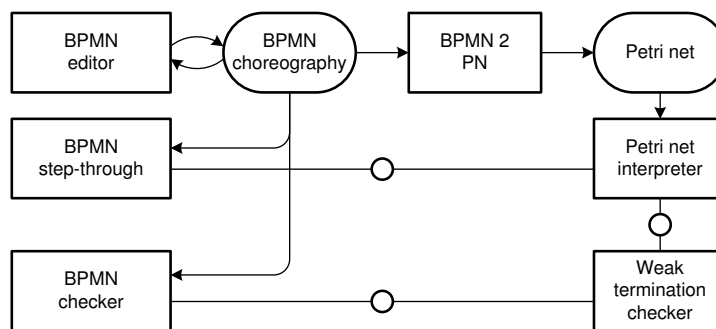 BPMN
editor
BPMN
choreography
BPMN 2
PN
Petri net
BPMN
step-through
Petri net
interpreter
BPMN
checker
Weak
termination
checker